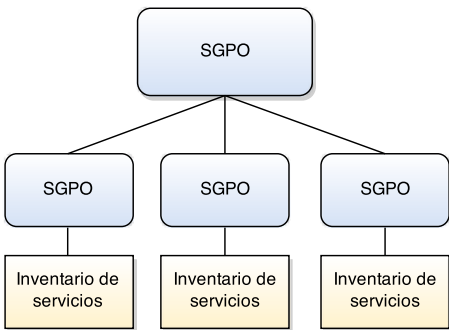 SGPO
SGPO
SGPO
SGPO
Inventario de
servicios
Inventario de
servicios
Inventario de
servicios